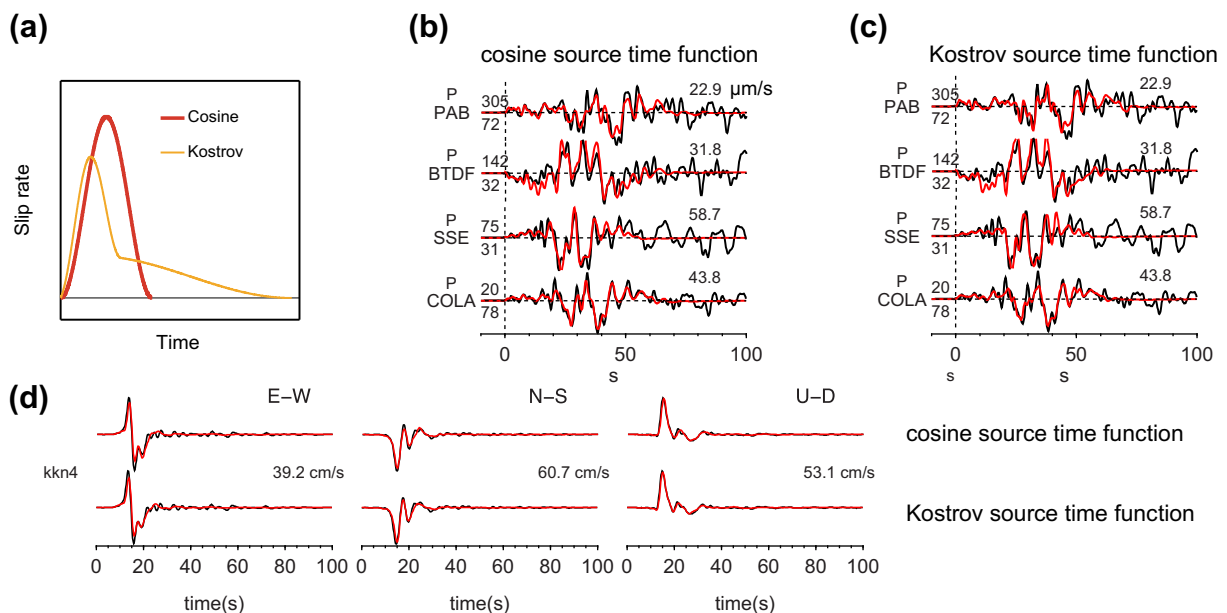 (a)
Slip rate
Cosine
Kostrov
Time
(b)
cosine source time function
P
PAB
305
72
22.9
µm/s
P
BTDF
142
32
31.8
P
SSE
75
31
58.7
P
COLA
20
78
43.8
0
50
100
s
(c)
Kostrov source time function
P
PAB
305
72
22.9
P
BTDF
142
32
31.8
P
SSE
75
31
58.7
P
COLA
20
78
43.8
0
50
100
s
s
(d)
E–W
N–S
U–D
cosine source time function
kkn4
39.2 cm/s
60.7 cm/s
53.1 cm/s
Kostrov source time function
0 20 40 60 80 100
0 20 40 60 80 100
0 20 40 60 80 100
time(s)
time(s)
time(s)